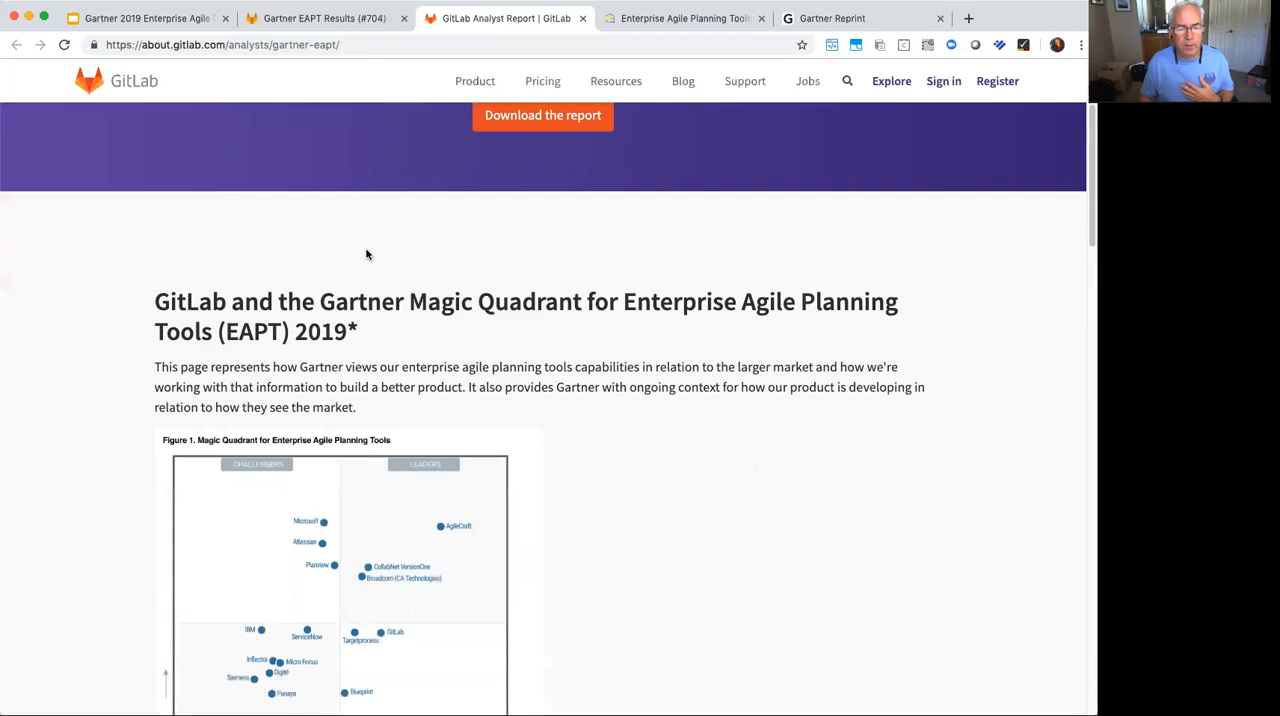 Gartner 2019 Enterprise Agile
Gartner EAPT Results (#704)
GitLab Analyst Report | GitLab
Enterprise Agile Planning Tools
Gartner Reprint
https://about.gitlab.com/analysts/gartner-eapt/
GitLab
Product
Pricing
Resources
Blog
Support
Jobs
Explore
Sign in
Register
Download the report
GitLab and the Gartner Magic Quadrant for Enterprise Agile Planning
Tools (EAPT) 2019*
This page represents how Gartner views our enterprise agile planning tools capabilities in relation to the larger market and how we're
working with that information to build a better product. It also provides Gartner with ongoing context for how our product is developing in
relation to how they see the market.
Figure 1. Magic Quadrant for Enterprise Agile Planning Tools
CHALLENGERS
LEADERS
Microsoft
AgileCraft
Atlassian
Planview
CollabNet VersionOne
Broadcom (CA Technologies)
IBM
ServiceNow
Targetprocess
GitLab
Inflectra
Micro Focus
Digité
Siemens
Panaya
Blueprint